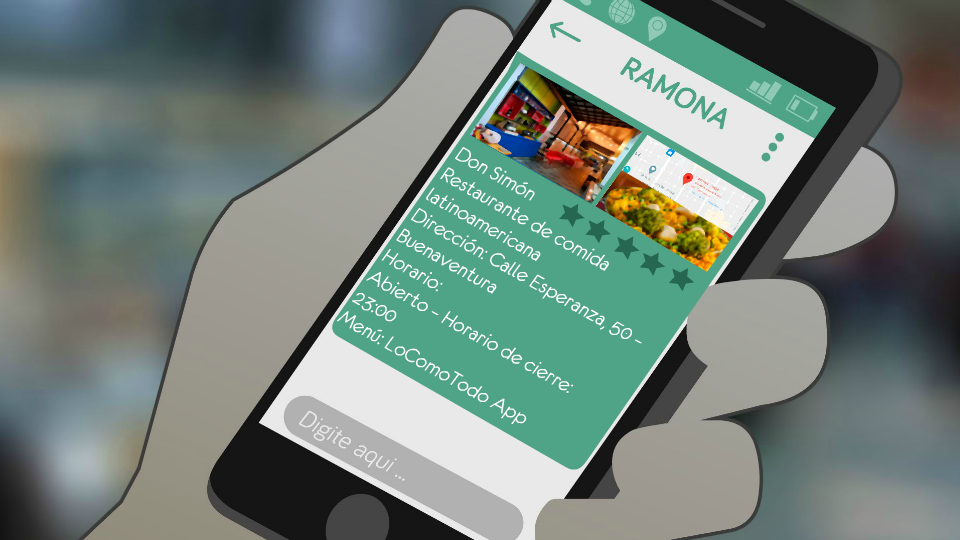 RAMONA
Don Simón
Restaurante de comida
latinoamericana
Dirección: Calle Esperanza, 50 –
Buenaventura
Horario:
Abierto - Horario de cierre:
23:00
Menú: LoComoTodo App
Digite aquí ...